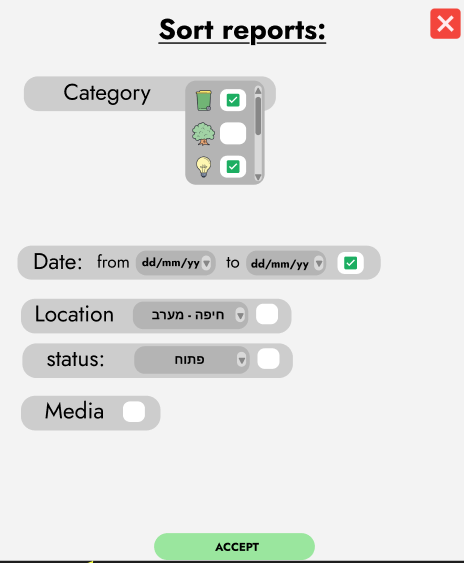 Sort reports:
Category
Date: from dd/mm/yy to dd/mm/yy
Location חיפה - מערב
status: פתוח
Media
ACCEPT